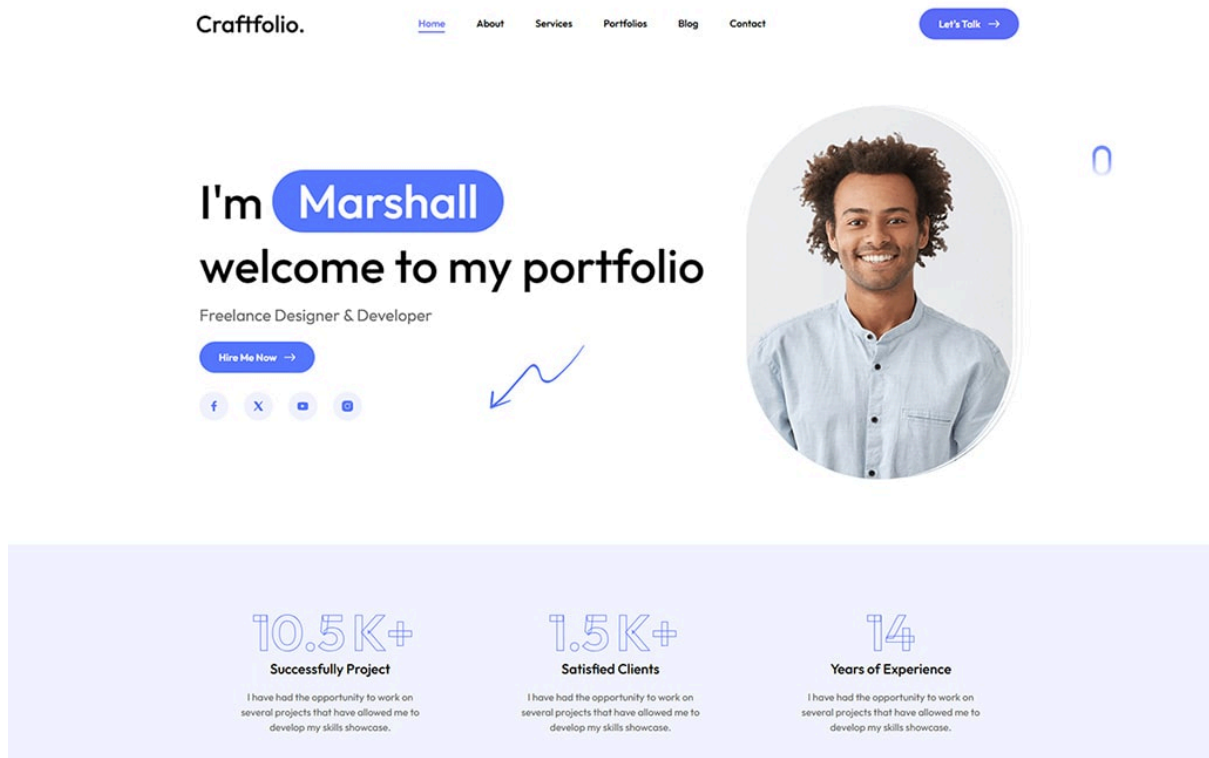 Craftfolio.
Home About Services Portfolios Blog Contact
Let's Talk
I'm Marshall
welcome to my portfolio
Freelance Designer & Developer
Hire Me Now
10.5K+
Successfully Project
I have had the opportunity to work on
several projects that have allowed me to
develop my skills showcase.
1.5K+
Satisfied Clients
I have had the opportunity to work on
several projects that have allowed me to
develop my skills showcase.
14
Years of Experience
I have had the opportunity to work on
several projects that have allowed me to
develop my skills showcase.